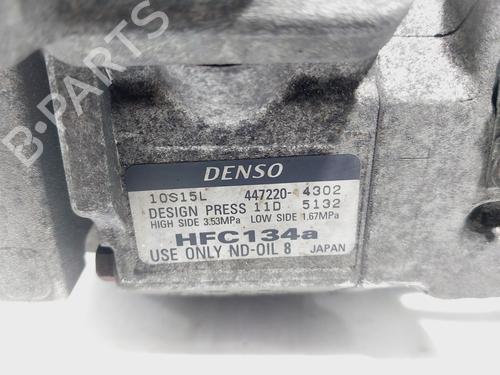 B-PARTS
DENSO
10S15L 447220-4302
DESIGN PRESS 11D 5132
HIGH SIDE 3.53MPa LOW SIDE 1.67MPa
HFC134a
USE ONLY ND-OIL 8 JAPAN